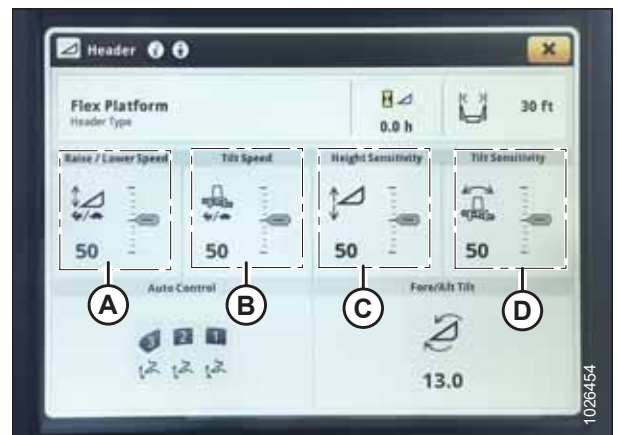 Header
Flex Platform
Header Type
0.0 h
30 ft
Raise / Lower Speed
Tilt Speed
Height Sensitivity
Tilt Sensitivity
50
50
50
50
A
B
C
D
Auto Control
Fore/Aft Tilt
3 2 1
13.0
1026454